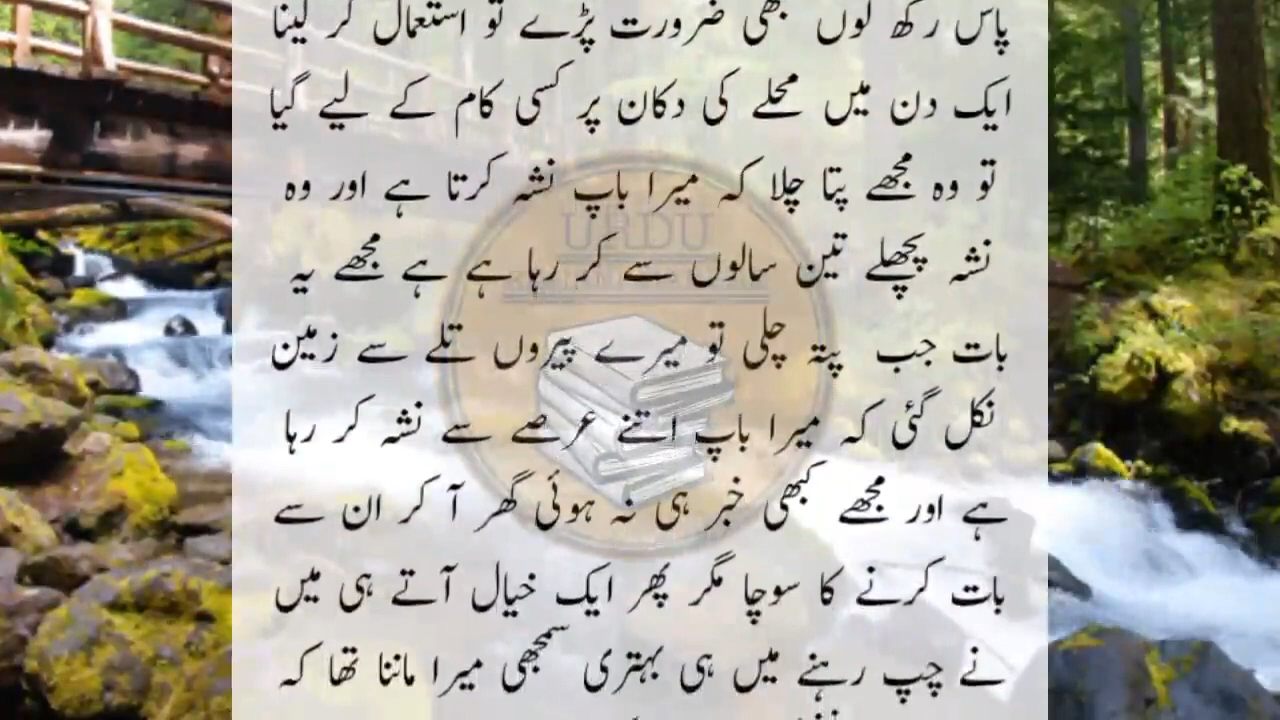 پاس رکھ لوں کبھی ضرورت پڑے تو استعمال کر لینا
ایک دن میں محلے کی دکان پر کسی کام کے لیے گیا
تو وہ مجھے پتا چلا کہ میرا باپ نشہ کرتا ہے اور وہ
نشہ پچھلے تین سالوں سے کر رہا ہے ہے مجھے یہ
بات جب پتہ چلی تو میرے پیروں تلے سے زمین
نکل گئی کہ میرا باپ اتنے عرصے سے نشہ کر رہا
ہے اور مجھے کبھی خبر ہی نہ ہوئی گھر آ کر ان سے
بات کرنے کا سوچا مگر پھر ایک خیال آتے ہی میں
نے چپ رہنے میں ہی بہتری سمجھی میرا ماننا تھا کہ
URDU